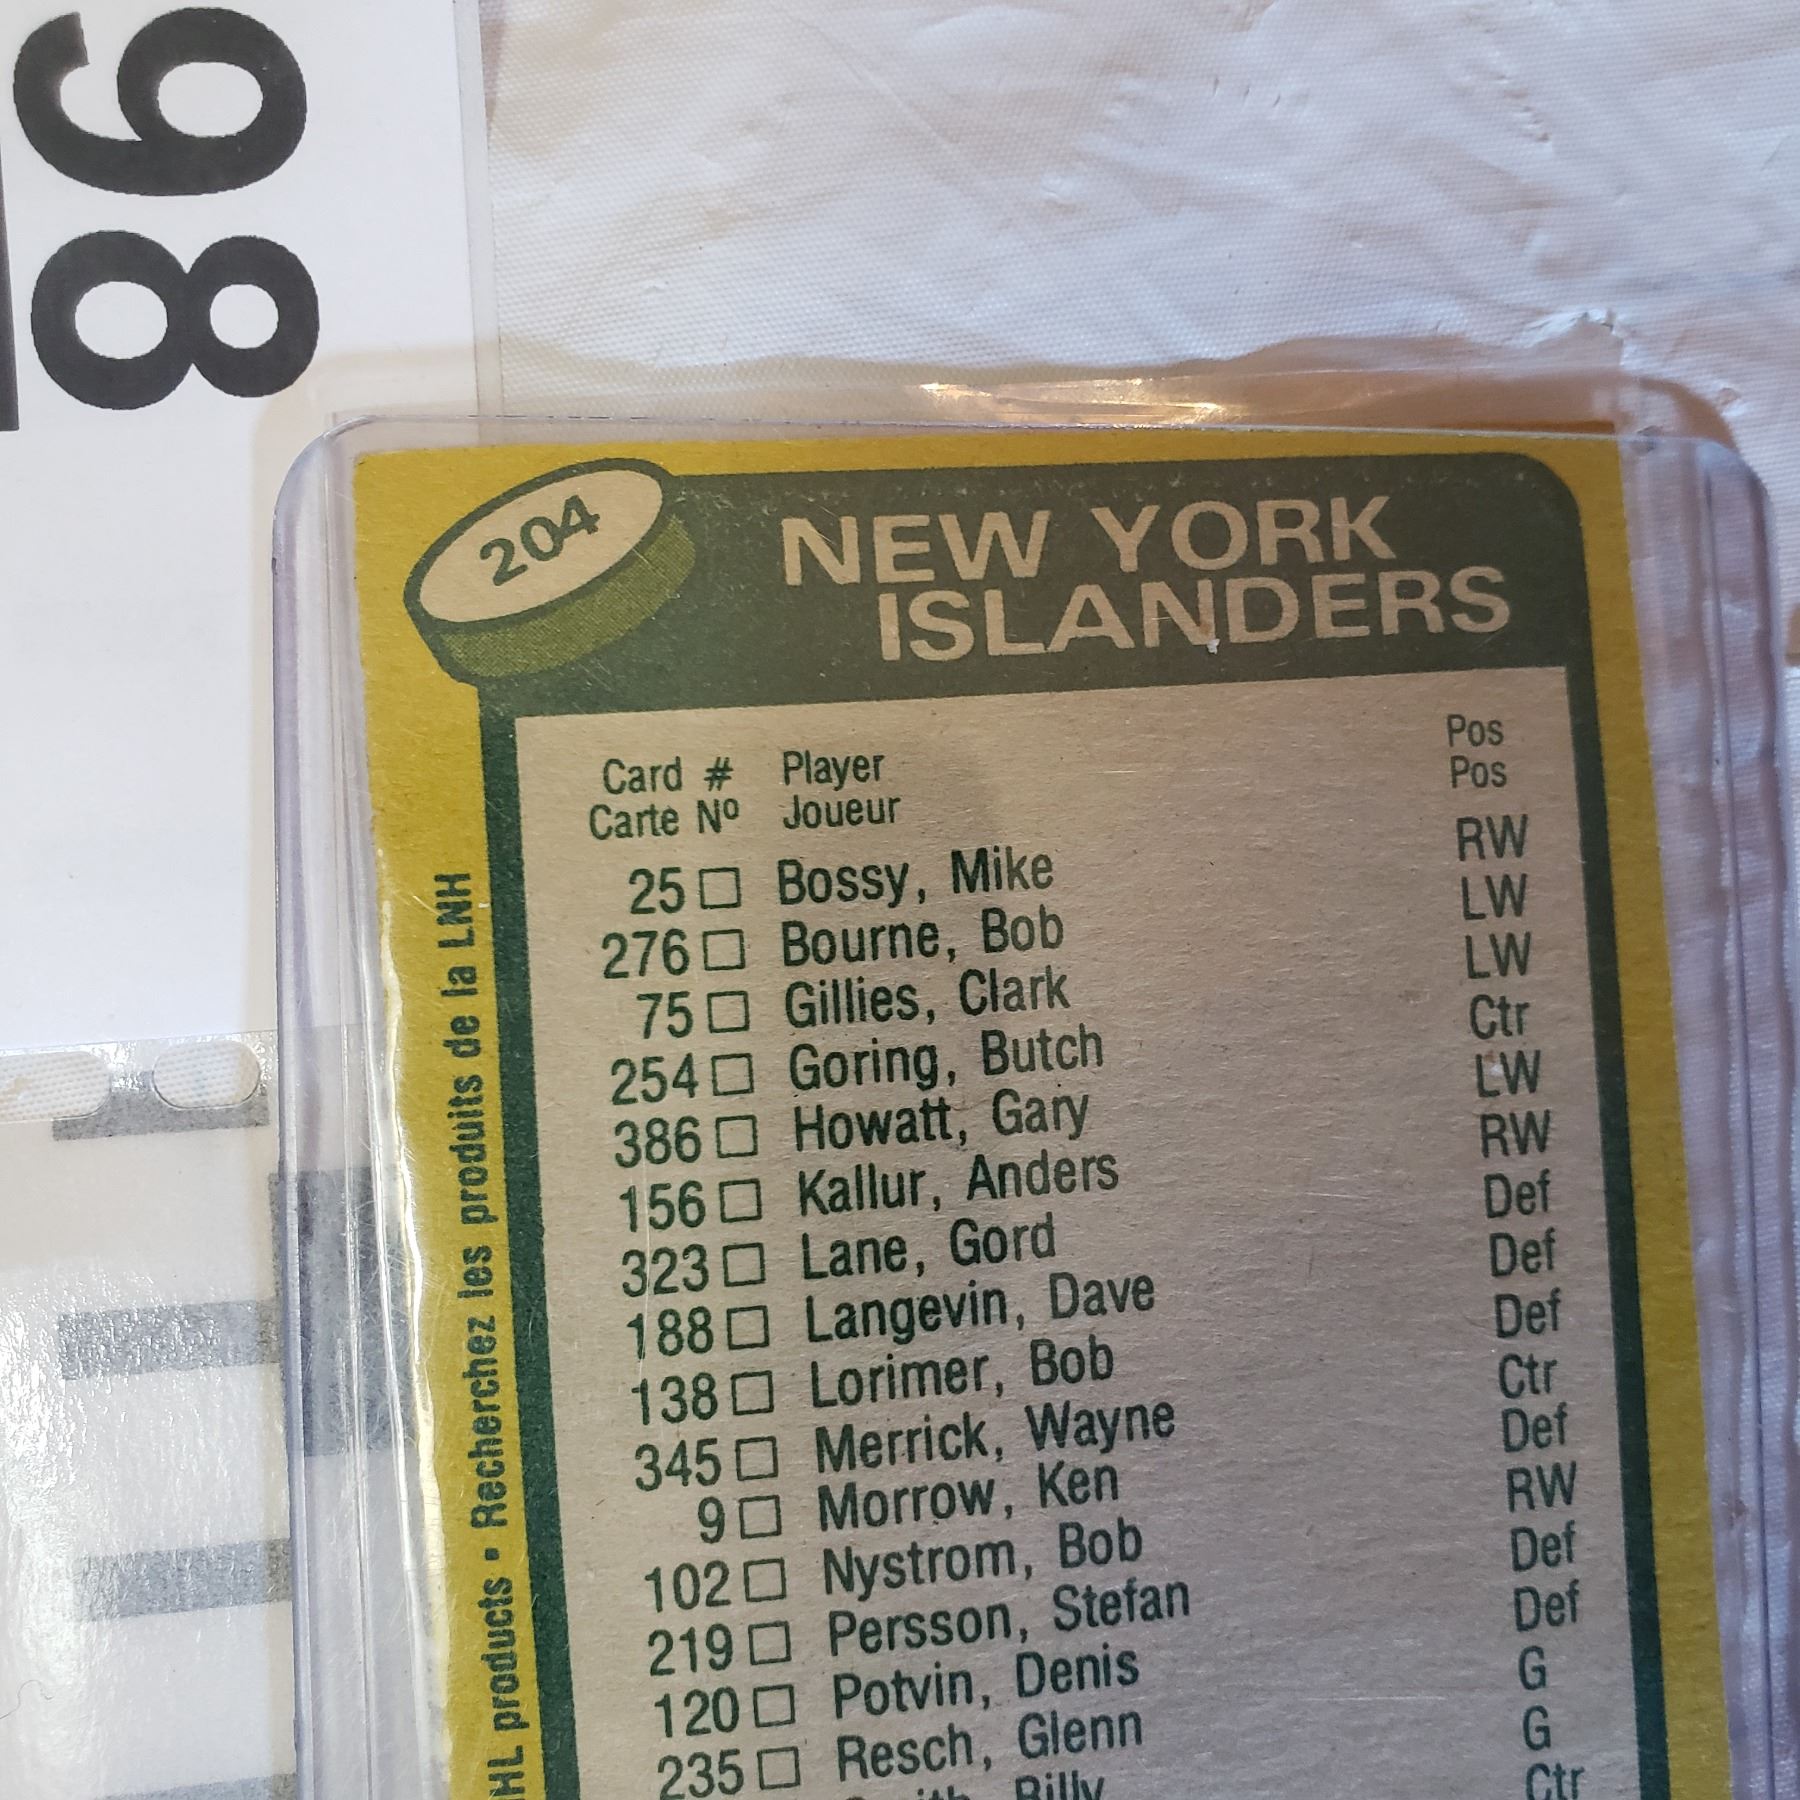 98
204
NEW YORK
ISLANDERS
Card # Player Pos
Carte Nº Joueur Pos
25 □ Bossy, Mike RW
276 □ Bourne, Bob LW
75 □ Gillies, Clark LW
254 □ Goring, Butch Ctr
386 □ Howatt, Gary LW
156 □ Kallur, Anders RW
323 □ Lane, Gord Def
188 □ Langevin, Dave Def
138 □ Lorimer, Bob Def
345 □ Merrick, Wayne Ctr
9 □ Morrow, Ken Def
102 □ Nystrom, Bob RW
219 □ Persson, Stefan Def
120 □ Potvin, Denis Def
235 □ Resch, Glenn G
Billy G
Ctr
HL products • Recherchez les produits de la LNH